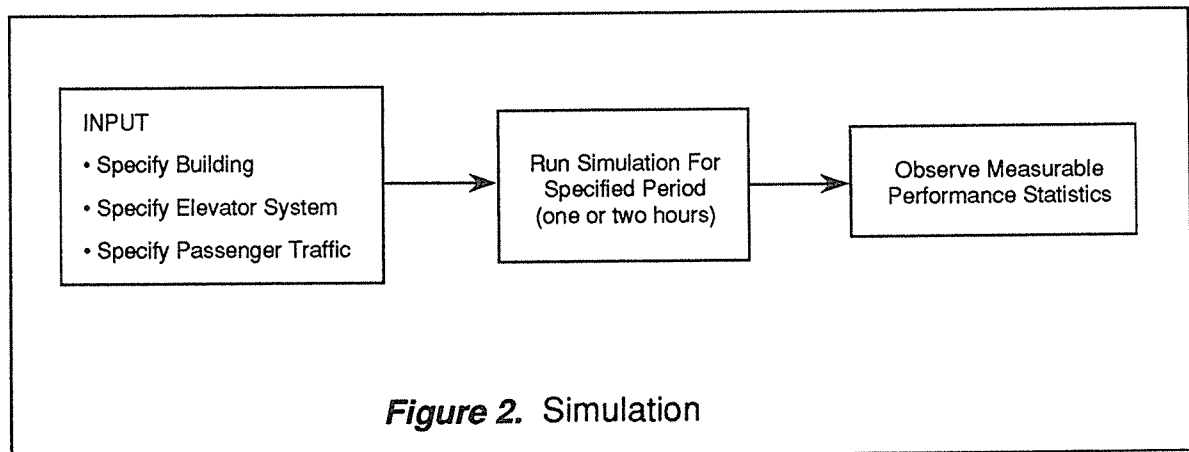 INPUT
• Specify Building
• Specify Elevator System
• Specify Passenger Traffic
Run Simulation For
Specified Period
(one or two hours)
Observe Measurable
Performance Statistics
Figure 2. Simulation